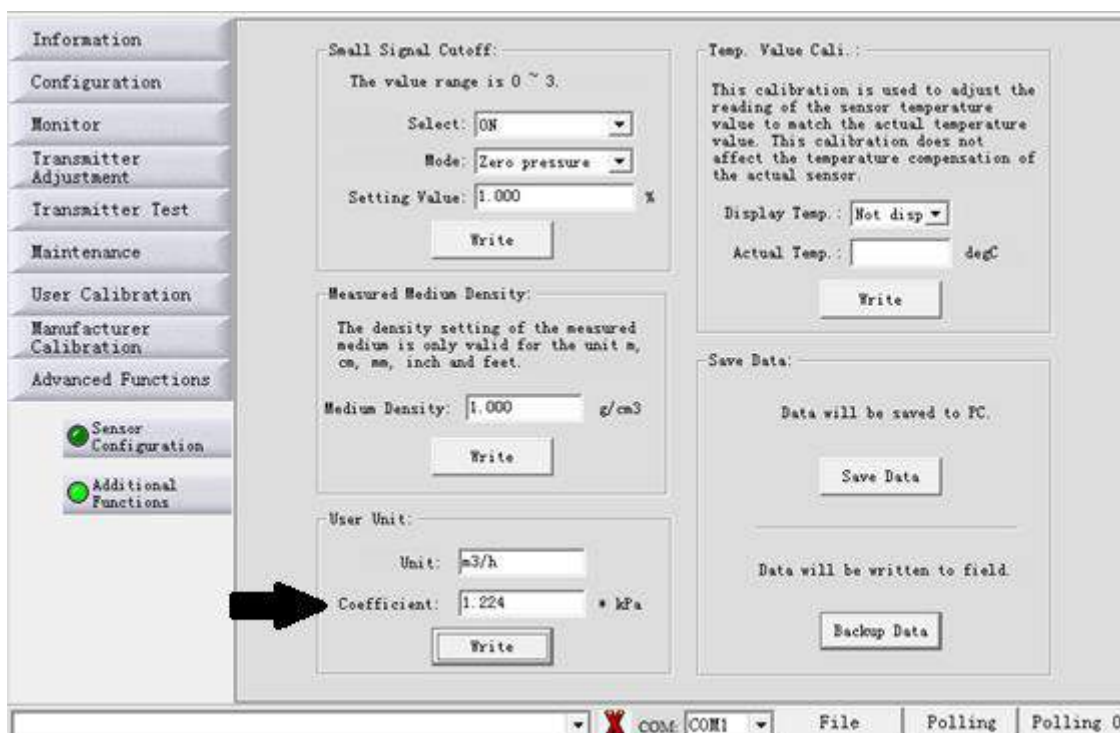 Information
Configuration
Monitor
Transmitter
Adjustment
Transmitter Test
Maintenance
User Calibration
Manufacturer
Calibration
Advanced Functions
Sensor
Configuration
Additional
Functions
Small Signal Cutoff:
The value range is 0 ~ 3.
Select: ON
Mode: Zero pressure
Setting Value: 1.000 %
Write
Measured Medium Density:
The density setting of the measured
medium is only valid for the unit m,
cm, mm, inch and feet.
Medium Density: 1.000 g/cm3
Write
User Unit:
Unit: m3/h
Coefficient: 1.224 * kPa
Write
Temp. Value Cali.:
This calibration is used to adjust the
reading of the sensor temperature
value to match the actual temperature
value. This calibration does not
affect the temperature compensation of
the actual sensor.
Display Temp.: Not disp
Actual Temp.: degC
Write
Save Data:
Data will be saved to PC.
Save Data
Data will be written to field.
Backup Data
COM: COM1 File Polling Polling 0